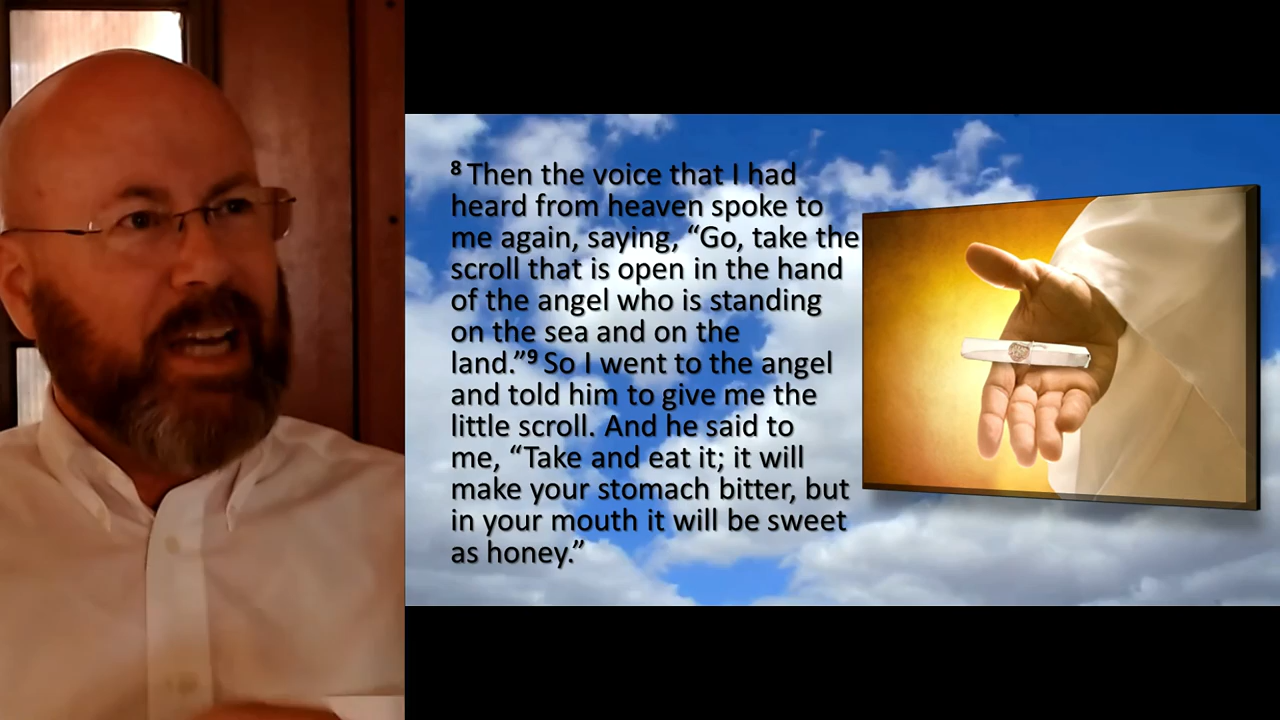 ⁸ Then the voice that I had
heard from heaven spoke to
me again, saying, “Go, take the
scroll that is open in the hand
of the angel who is standing
on the sea and on the
land.”⁹ So I went to the angel
and told him to give me the
little scroll. And he said to
me, “Take and eat it; it will
make your stomach bitter, but
in your mouth it will be sweet
as honey.”